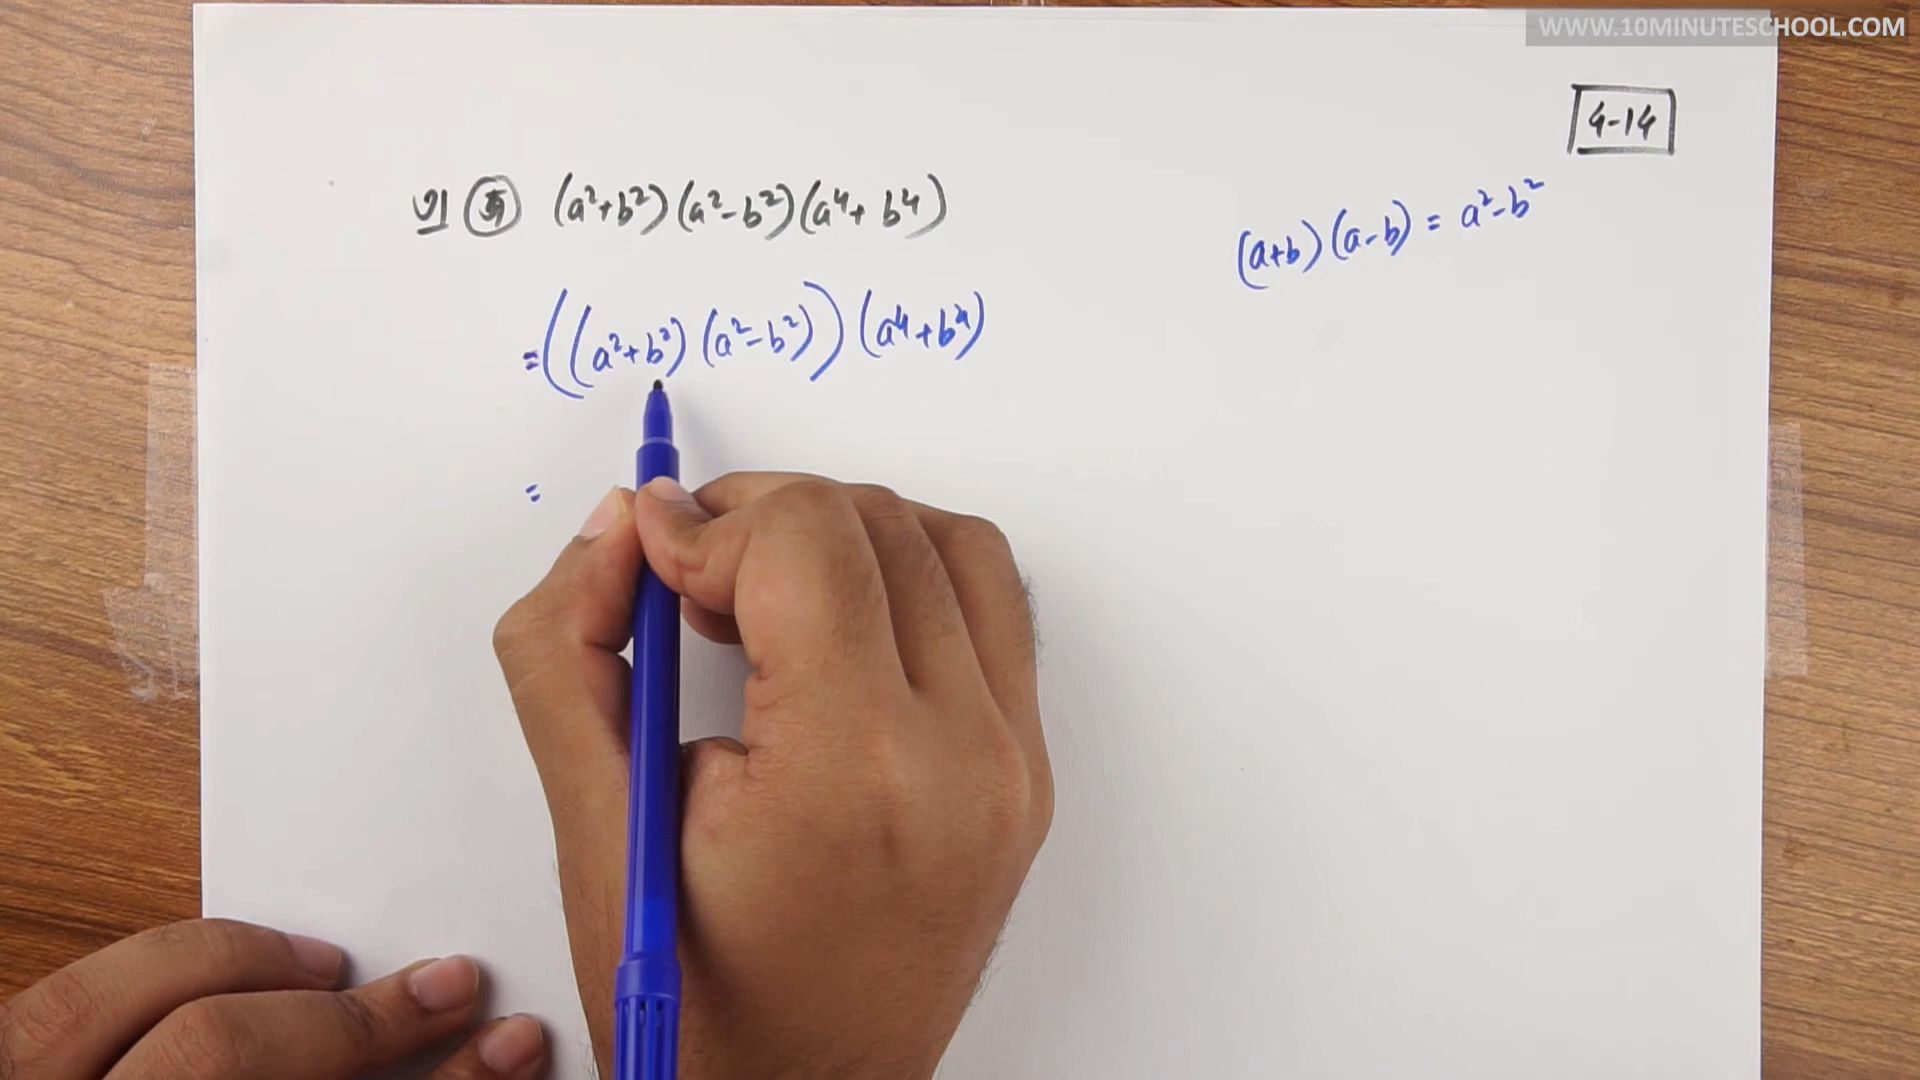 WWW.10MINUTESCHOOL.COM
4-14
৩। (a²+b²)(a²-b²)(a⁴+b⁴)
(a+b)(a-b) = a²-b²
= ((a²+b²)(a²-b²))(a⁴+b⁴)
=